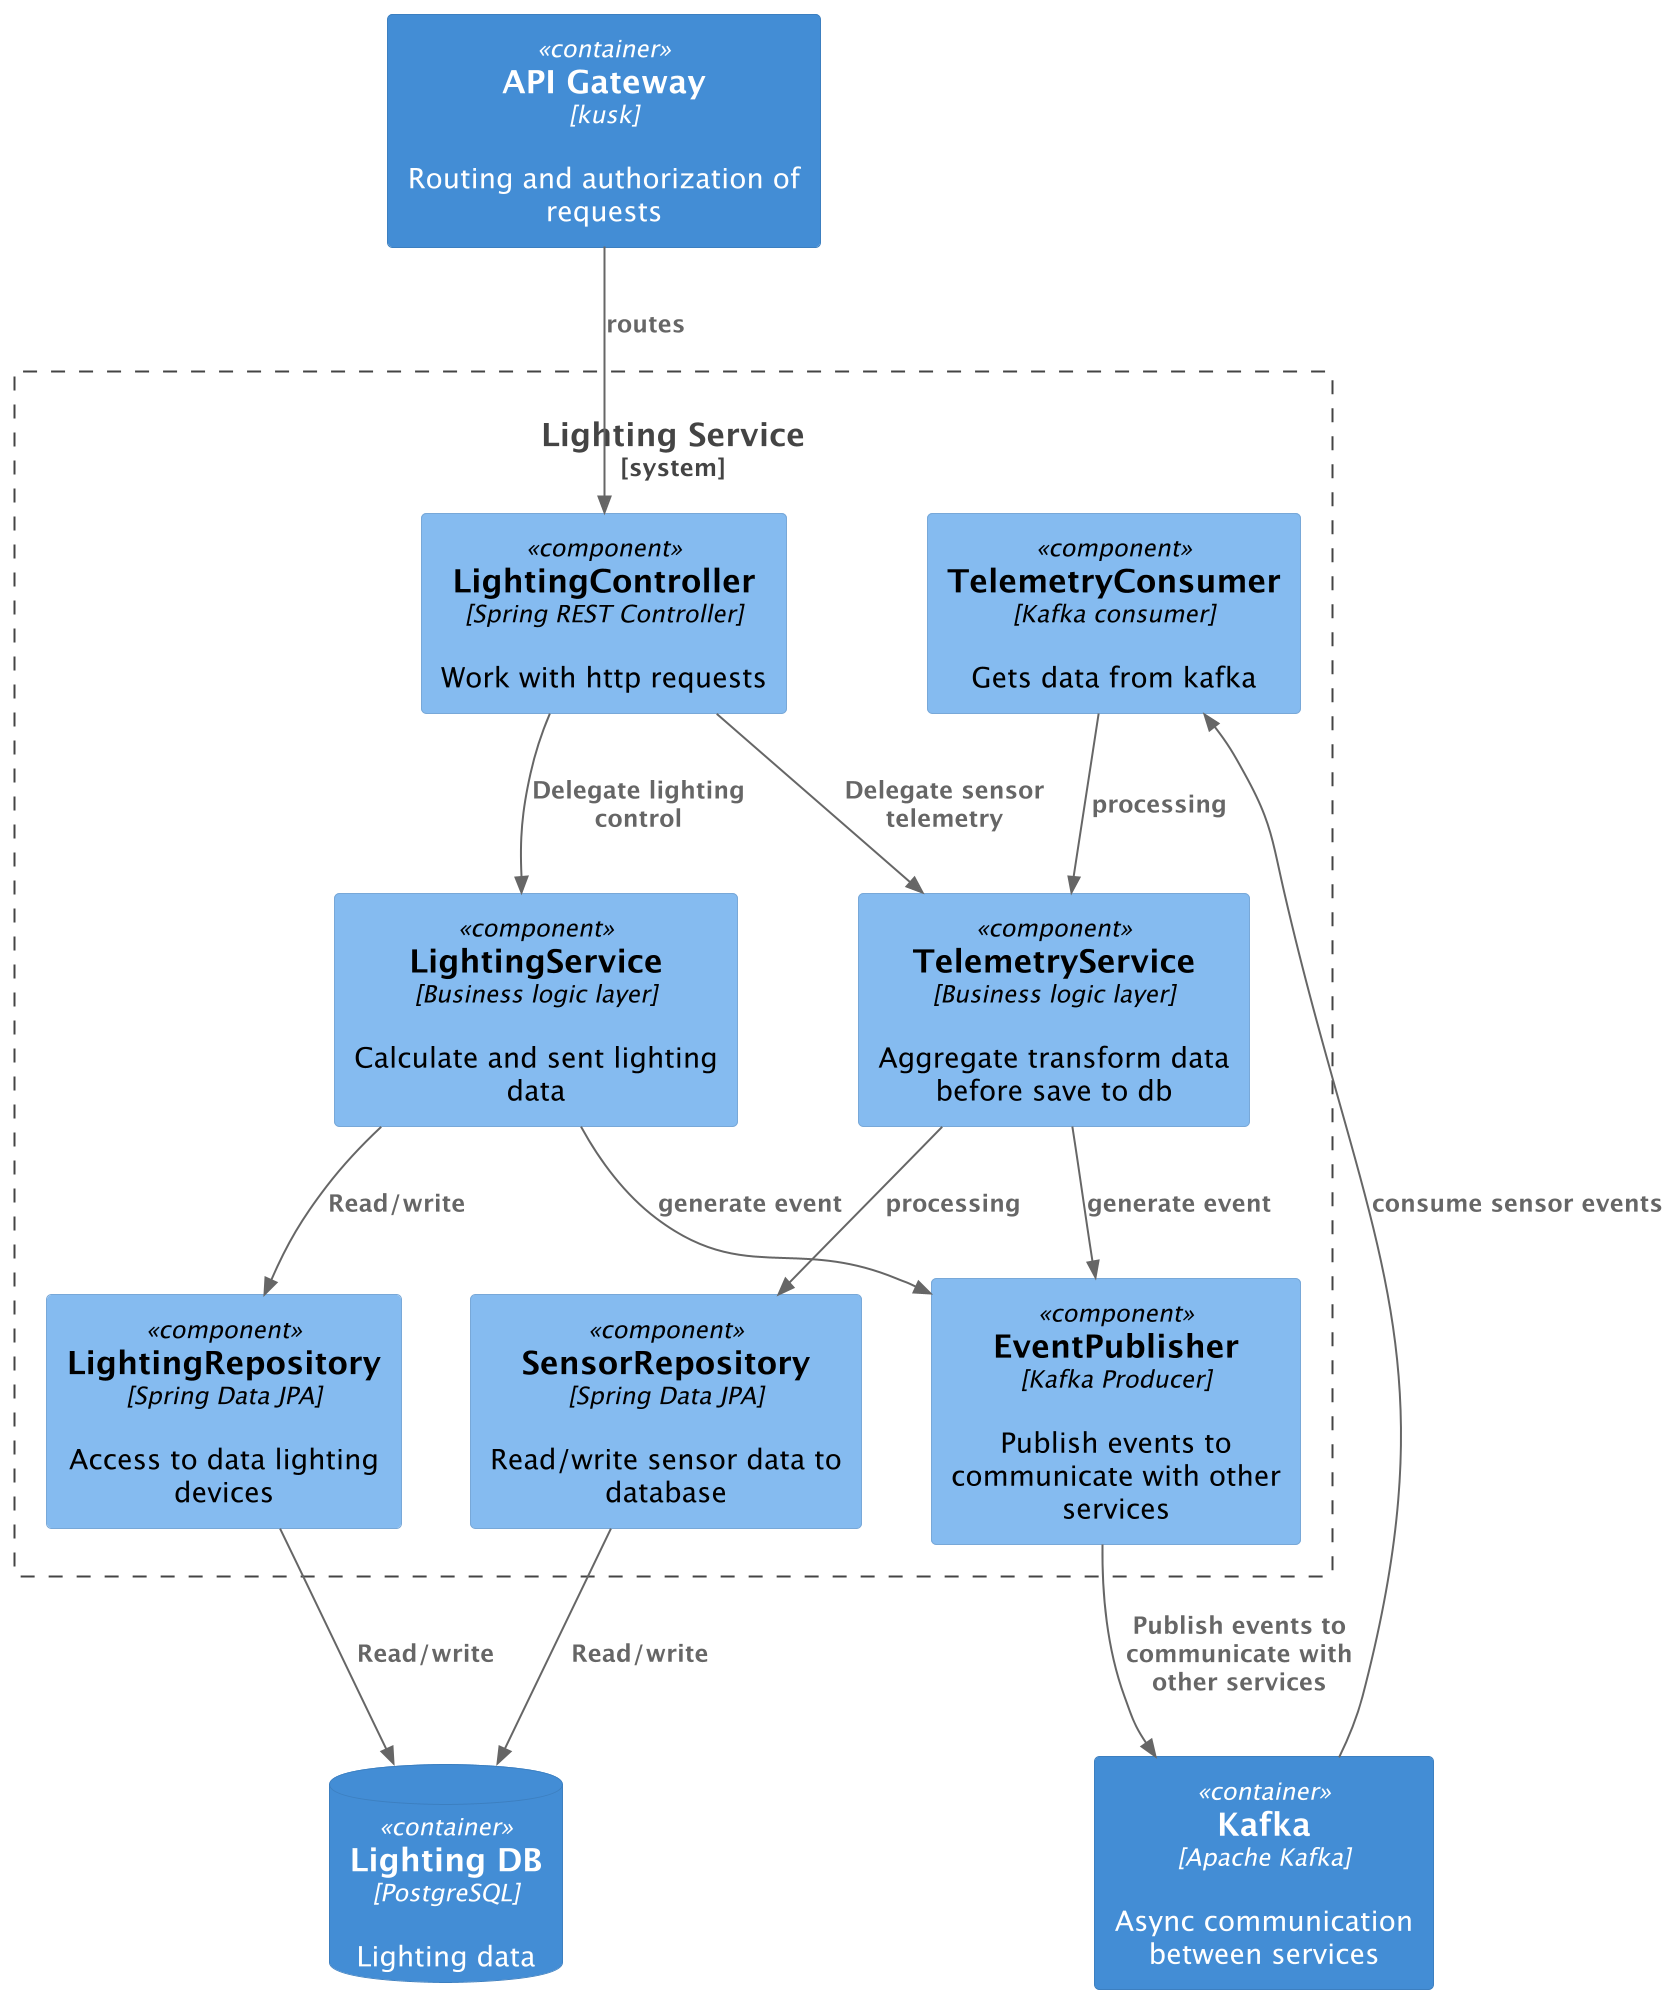 «container»
API Gateway
[kusk]
Routing and authorization of
requests
routes
Lighting Service
[system]
«component»
LightingController
[Spring REST Controller]
Work with http requests
«component»
TelemetryConsumer
[Kafka consumer]
Gets data from kafka
Delegate lighting
control
Delegate sensor
telemetry
processing
«component»
LightingService
[Business logic layer]
Calculate and sent lighting
data
«component»
TelemetryService
[Business logic layer]
Aggregate transform data
before save to db
Read/write
generate event
processing
generate event
consume sensor events
«component»
LightingRepository
[Spring Data JPA]
Access to data lighting
devices
«component»
SensorRepository
[Spring Data JPA]
Read/write sensor data to
database
«component»
EventPublisher
[Kafka Producer]
Publish events to
communicate with other
services
Read/write
Read/write
Publish events to
communicate with
other services
«container»
Lighting DB
[PostgreSQL]
Lighting data
«container»
Kafka
[Apache Kafka]
Async communication
between services